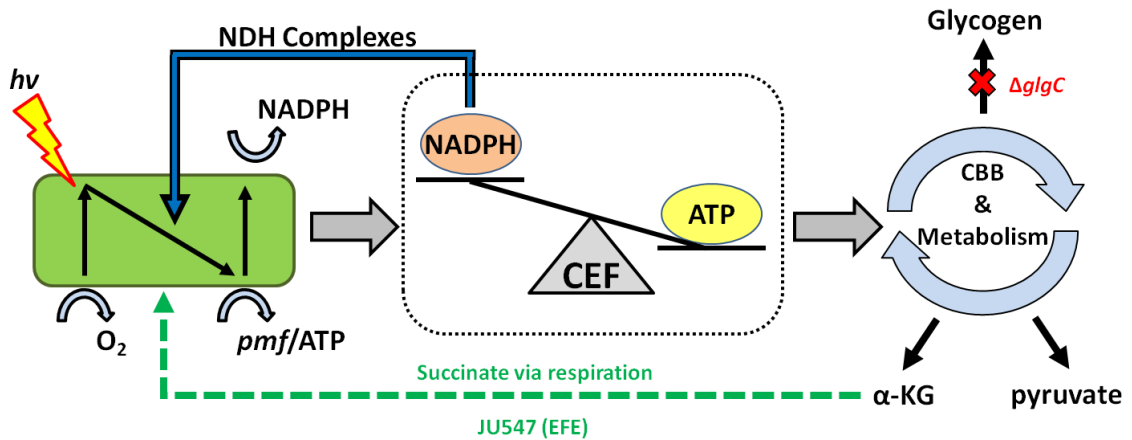 Glycogen
NDH Complexes
hν
ΔglgC
NADPH
NADPH
ATP
CBB
&
Metabolism
CEF
O₂
pmf/ATP
Succinate via respiration
α-KG
pyruvate
JU547 (EFE)